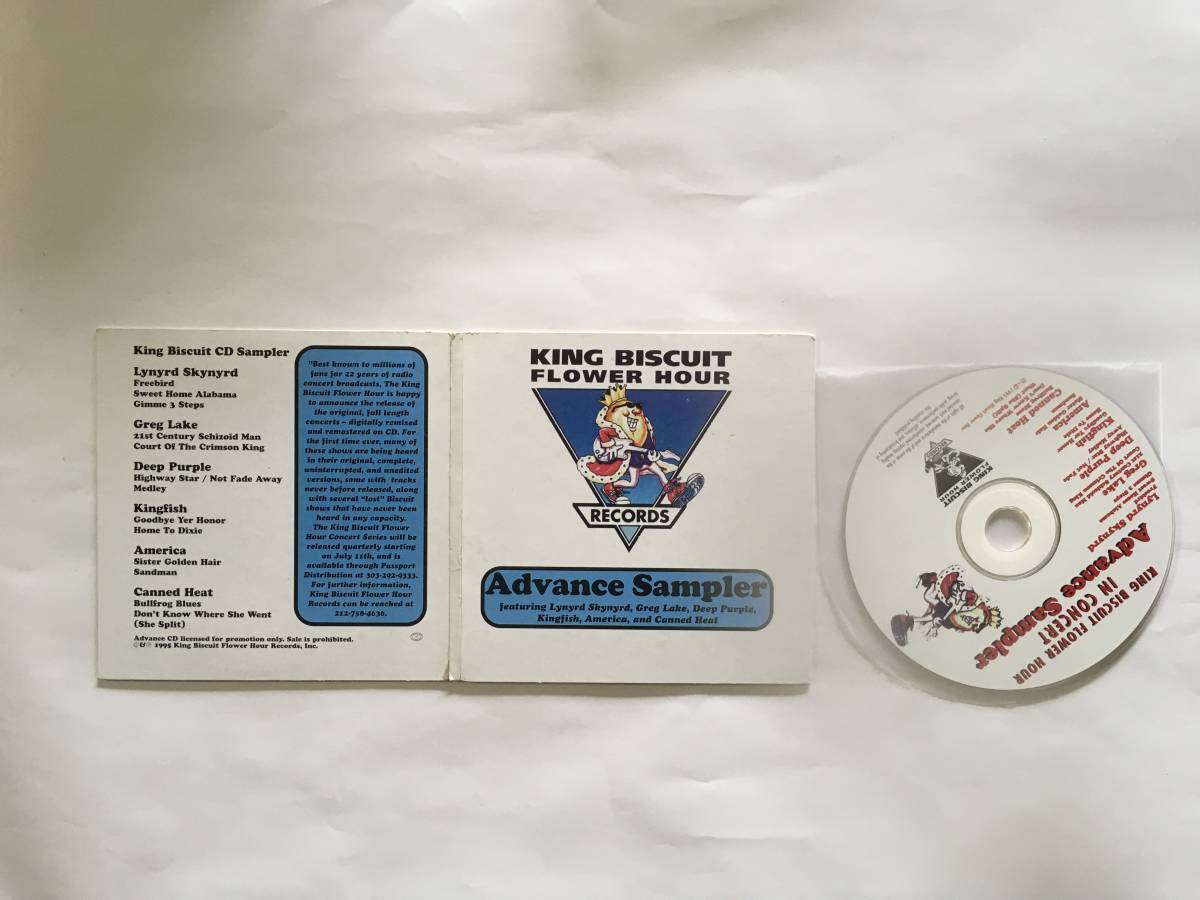 King Biscuit CD Sampler
Lynyrd Skynyrd
Freebird
Sweet Home Alabama
Gimme 3 Steps
Greg Lake
21st Century Schizoid Man
Court Of The Crimson King
Deep Purple
Highway Star / Not Fade Away
Medley
Kingfish
Goodbye Yer Honor
Home To Dixie
America
Sister Golden Hair
Sandman
Canned Heat
Bullfrog Blues
Don't Know Where She Went
(She Split)
Advance CD licensed for promotion only. Sale is prohibited.
©&℗ 1995 King Biscuit Flower Hour Records, Inc.
"Best known to millions of
fans for 22 years of radio
concert broadcasts, The King
Biscuit Flower Hour is happy
to announce the release of
the original, full length
concerts – digitally remixed
and remastered on CD. For
the first time ever, many of
these shows are being heard
in their original, complete,
uninterrupted, and unedited
versions, some with tracks
never before released, along
with several "lost" Biscuit
shows that have never been
heard in any capacity.
The King Biscuit Flower
Hour Concert Series will be
released quarterly starting
on July 11th, and is
available through Passport
Distribution at 303-292-9333.
For further information,
King Biscuit Flower Hour
Records can be reached at
212-758-4636.
KING BISCUIT
FLOWER HOUR
RECORDS
Advance Sampler
featuring Lynyrd Skynyrd, Greg Lake, Deep Purple,
Kingfish, America, and Canned Heat
KING BISCUIT FLOWER HOUR
IN CONCERT
Advance Sampler
Lynyrd Skynyrd
Greg Lake
Deep Purple
Kingfish
America
Canned Heat
KING BISCUIT
FLOWER HOUR